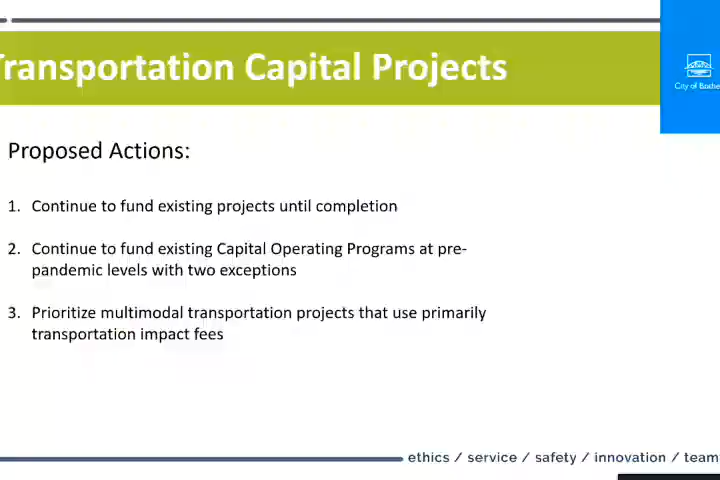 Transportation Capital Projects
City of Bothe
Proposed Actions:
1. Continue to fund existing projects until completion
2. Continue to fund existing Capital Operating Programs at pre-
pandemic levels with two exceptions
3. Prioritize multimodal transportation projects that use primarily
transportation impact fees
ethics / service / safety / innovation / team